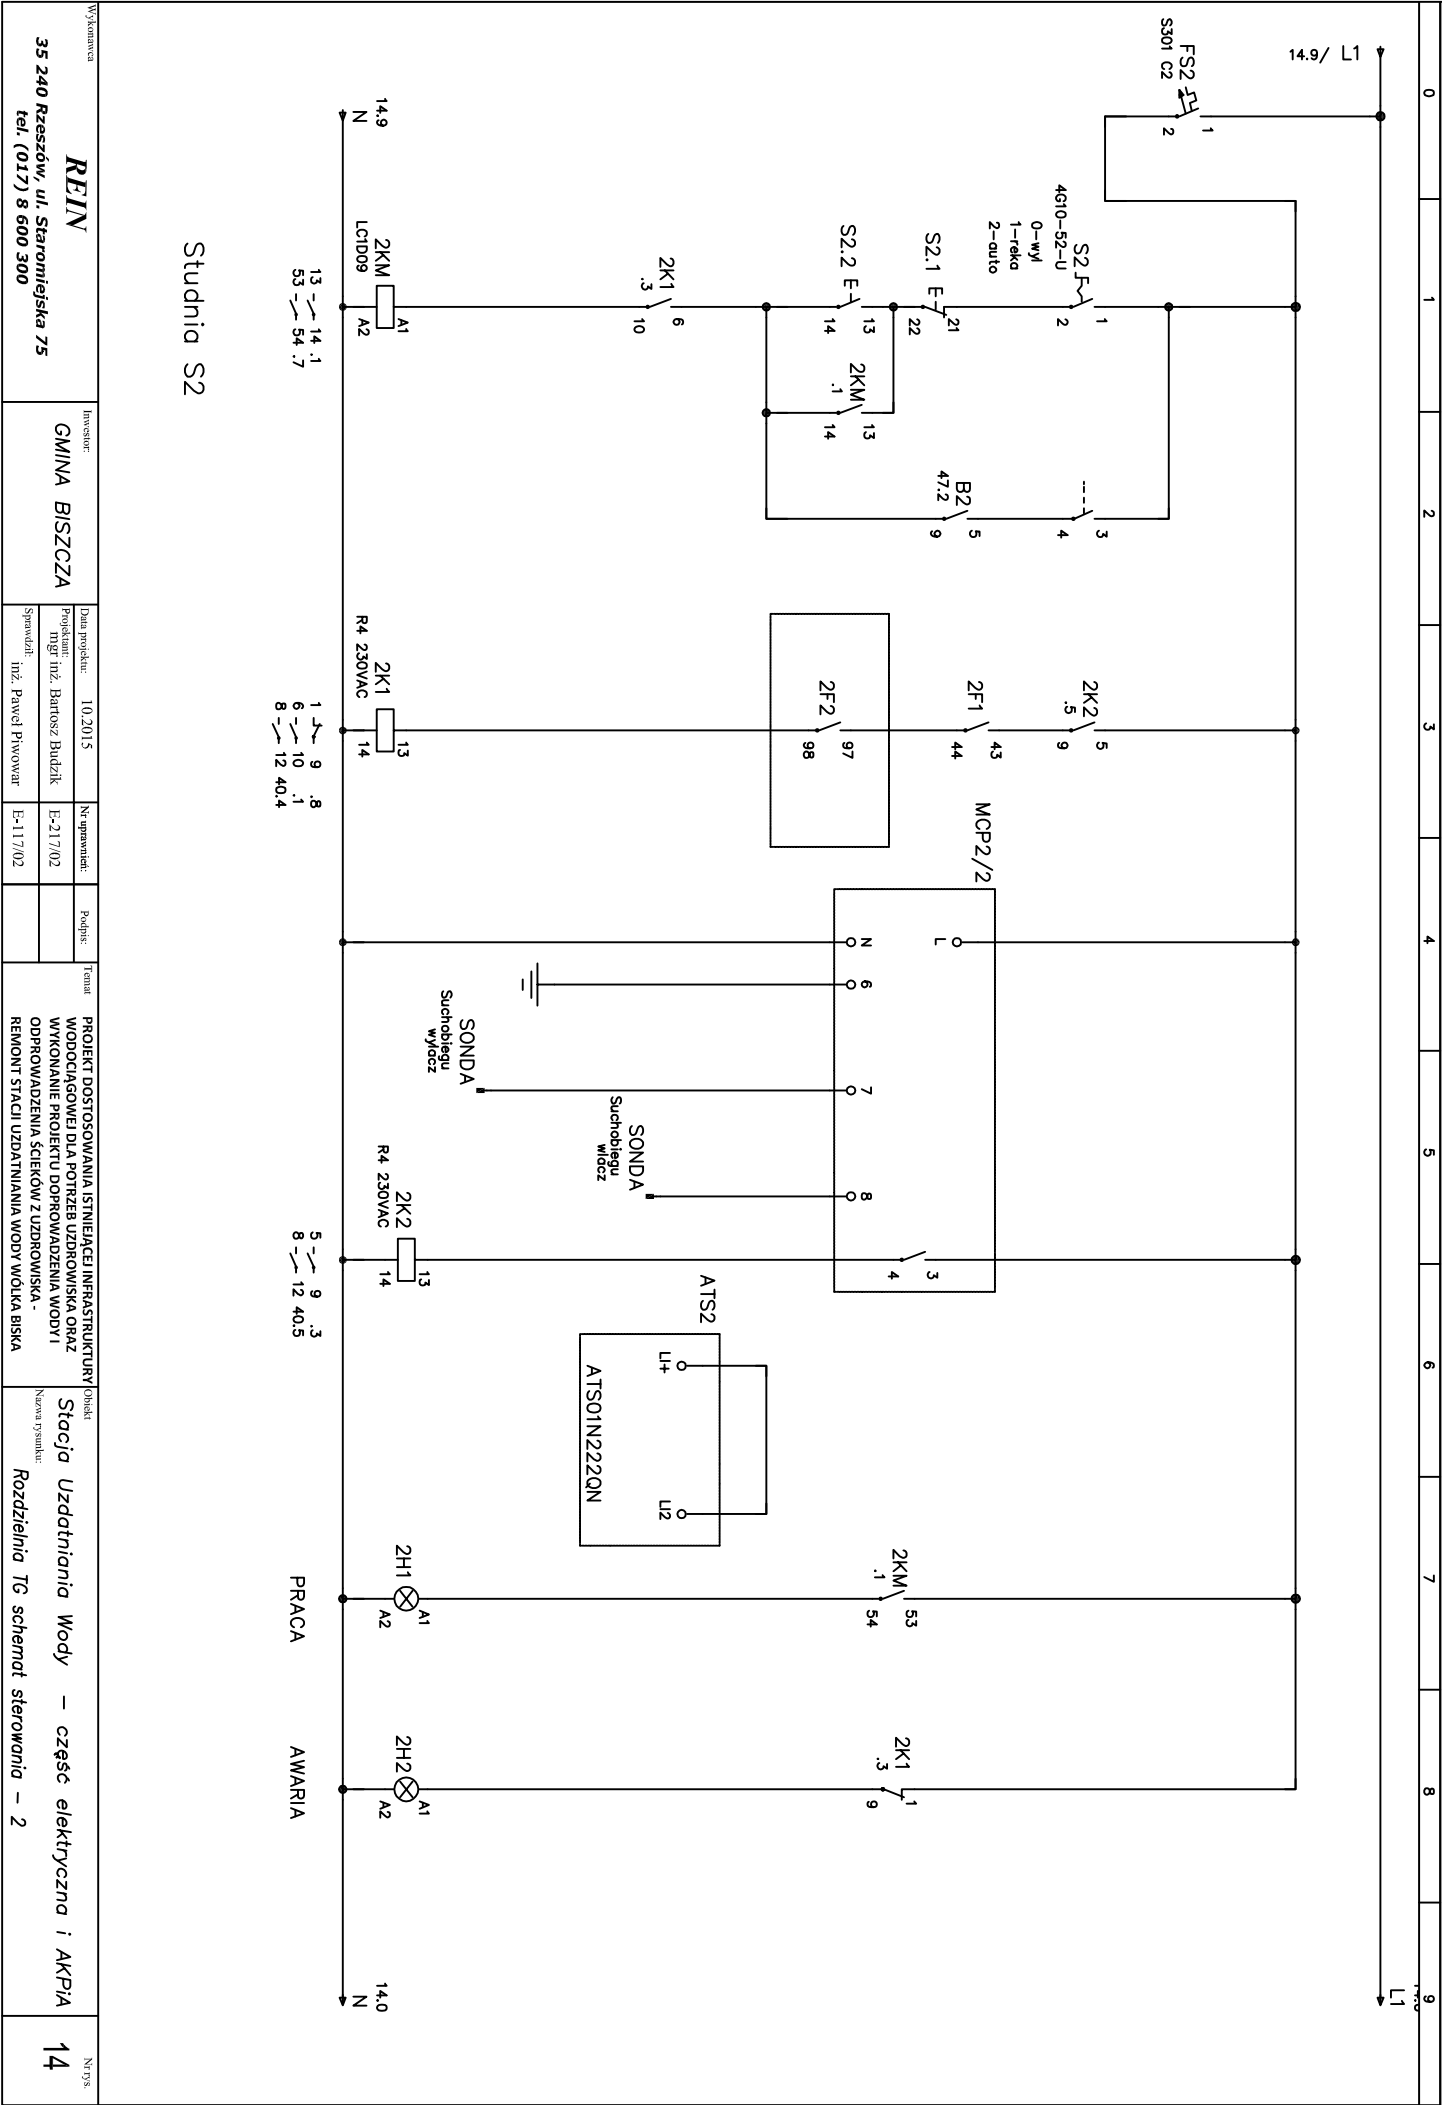 0
1
2
3
4
5
6
7
8
9
14.9/ L1
L1
FS2
S301 C2
1
2
4G10-52-U
S2
0-wyl
1-reka
2-auto
1
2
3
4
S2.1
21
22
B2
47.2
5
9
S2.2
13
14
2KM
.1
13
14
2K1
.3
6
10
2KM
LC1D09
A1
A2
13 14 .1
53 54 .7
14.9
N
2K2
.5
5
9
2F1
43
44
2F2
97
98
2K1
R4 230VAC
13
14
1 9 .8
6 10 .1
8 12 40.4
MCP2/2
L
N
6
7
8
3
4
SONDA
Suchobiegu
wylacz
SONDA
Suchobiegu
wlacz
2K2
R4 230VAC
13
14
5 9 .3
8 12 40.5
ATS2
LI+
LI2
ATS01N222QN
2KM
.1
53
54
2H1
A1
A2
PRACA
2K1
.3
1
9
2H2
A1
A2
AWARIA
14.0
N
Studnia S2
Wykonawca
REIN
35 240 Rzeszów, ul. Staromiejska 75
tel. (017) 8 600 300
Inwestor:
GMINA BISZCZA
Data projektu: 10.2015
Nr uprawnień:
Podpis:
Projektant:
mgr inż. Bartosz Budzik
E-217/02
Sprawdził:
inż. Paweł Piwowar
E-117/02
Temat
PROJEKT DOSTOSOWANIA ISTNIEJĄCEJ INFRASTRUKTURY
WODOCIĄGOWEJ DLA POTRZEB UZDROWISKA ORAZ
WYKONANIE PROJEKTU DOPROWADZENIA WODY I
ODPROWADZENIA ŚCIEKÓW Z UZDROWISKA -
REMONT STACJI UZDATNIANIA WODY WÓLKA BISKA
Obiekt
Stacja Uzdatniania Wody - część elektryczna i AKPiA
Nazwa rysunku:
Rozdzielnia TG schemat sterowania - 2
Nr rys.
14